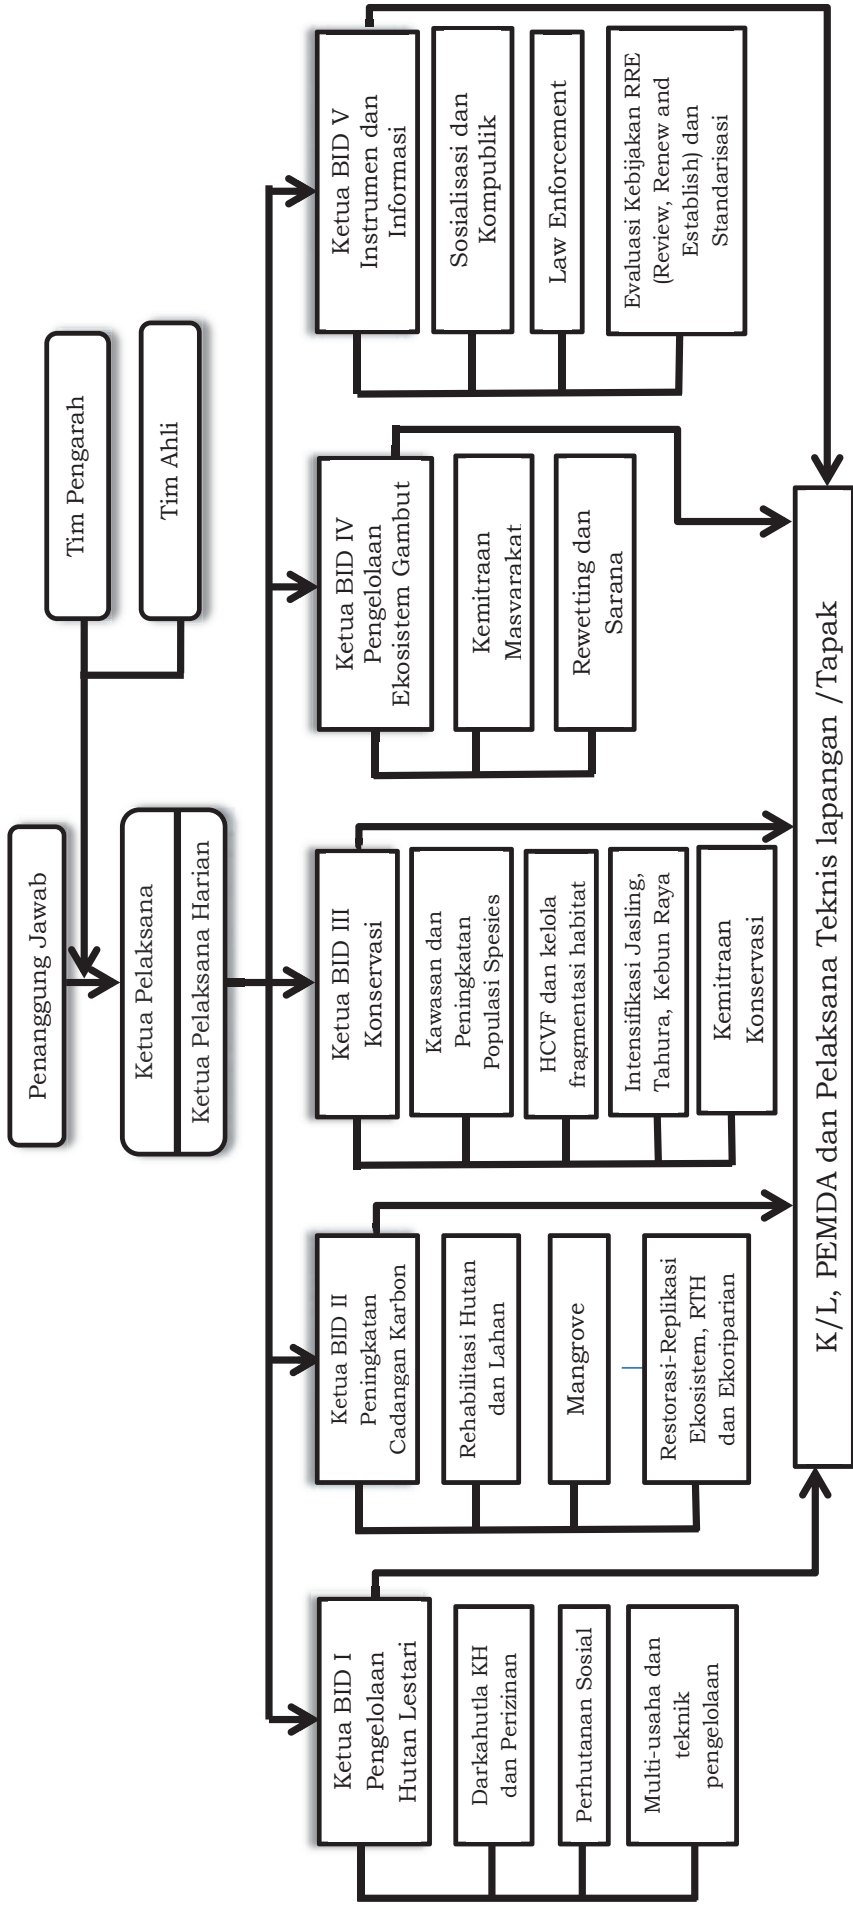 Penanggung Jawab
Tim Pengarah
Tim Ahli
Ketua Pelaksana
Ketua Pelaksana Harian
Ketua BID I
Pengelolaan
Hutan Lestari
Darkahutla KH
dan Perizinan
Perhutanan Sosial
Multi-usaha dan
teknik
pengelolaan
Ketua BID II
Peningkatan
Cadangan Karbon
Rehabilitasi Hutan
dan Lahan
Mangrove
Restorasi-Replikasi
Ekosistem, RTH
dan Ekoriparian
Ketua BID III
Konservasi
Kawasan dan
Peningkatan
Populasi Spesies
HCVF dan kelola
fragmentasi habitat
Intensifikasi Jasling,
Tahura, Kebun Raya
Kemitraan
Konservasi
Ketua BID IV
Pengelolaan
Ekosistem Gambut
Kemitraan
Masvarakat
Rewetting dan
Sarana
Ketua BID V
Instrumen dan
Informasi
Sosialisasi dan
Kompublik
Law Enforcement
Evaluasi Kebijakan RRE
(Review, Renew and
Establish) dan
Standarisasi
K/L, PEMDA dan Pelaksana Teknis lapangan /Tapak